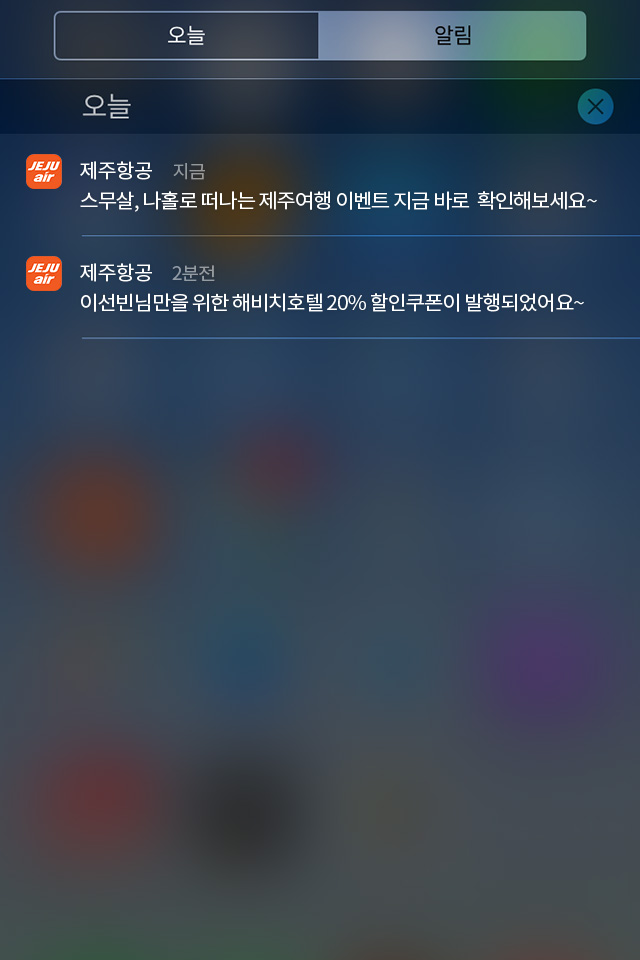 오늘 알림
오늘
JEJU air
제주항공 지금
스무살, 나홀로 떠나는 제주여행 이벤트 지금 바로 확인해보세요~
JEJU air
제주항공 2분전
이선빈님만을 위한 해비치호텔 20% 할인쿠폰이 발행되었어요~